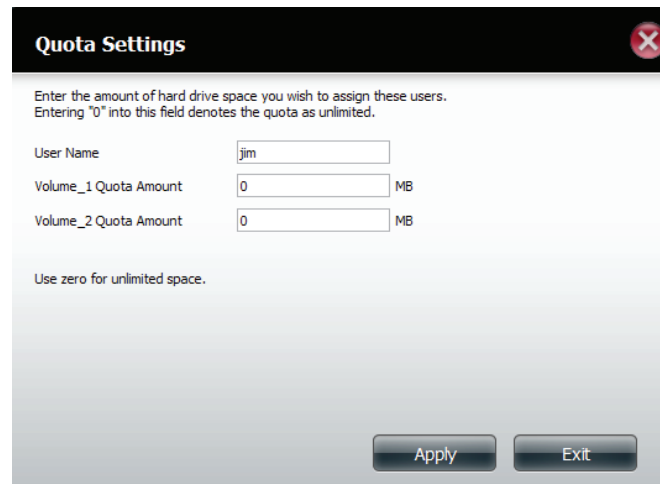 Quota Settings
Enter the amount of hard drive space you wish to assign these users.
Entering "0" into this field denotes the quota as unlimited.
User Name jim
Volume_1 Quota Amount 0 MB
Volume_2 Quota Amount 0 MB
Use zero for unlimited space.
Apply Exit